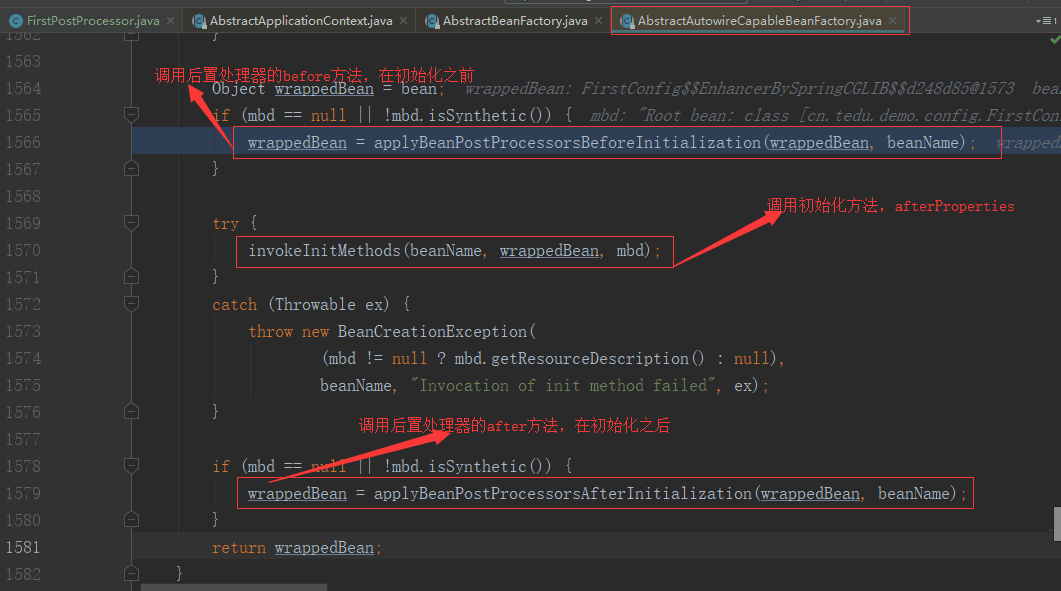 FirstPostProcessor.java × AbstractApplicationContext.java × AbstractBeanFactory.java × AbstractAutowireCapableBeanFactory.java ×
1562 }
1563
调用后置处理器的before方法，在初始化之前
1564 Object wrappedBean = bean; wrappedBean: FirstConfig$$EnhancerBySpringCGLIB$$d248d85@1573
1565 if (mbd == null || !mbd.isSynthetic()) { mbd: "Root bean: class [cn.tedu.demo.config.FirstConf
1566 wrappedBean = applyBeanPostProcessorsBeforeInitialization(wrappedBean, beanName); wrapped
1567 }
1568
调用初始化方法，afterProperties
1569 try {
1570 invokeInitMethods(beanName, wrappedBean, mbd);
1571 }
1572 catch (Throwable ex) {
1573 throw new BeanCreationException(
1574 (mbd != null ? mbd.getResourceDescription() : null),
1575 beanName, "Invocation of init method failed", ex);
1576 }
调用后置处理器的after方法，在初始化之后
1577
1578 if (mbd == null || !mbd.isSynthetic()) {
1579 wrappedBean = applyBeanPostProcessorsAfterInitialization(wrappedBean, beanName);
1580 }
1581 return wrappedBean;
1582 }